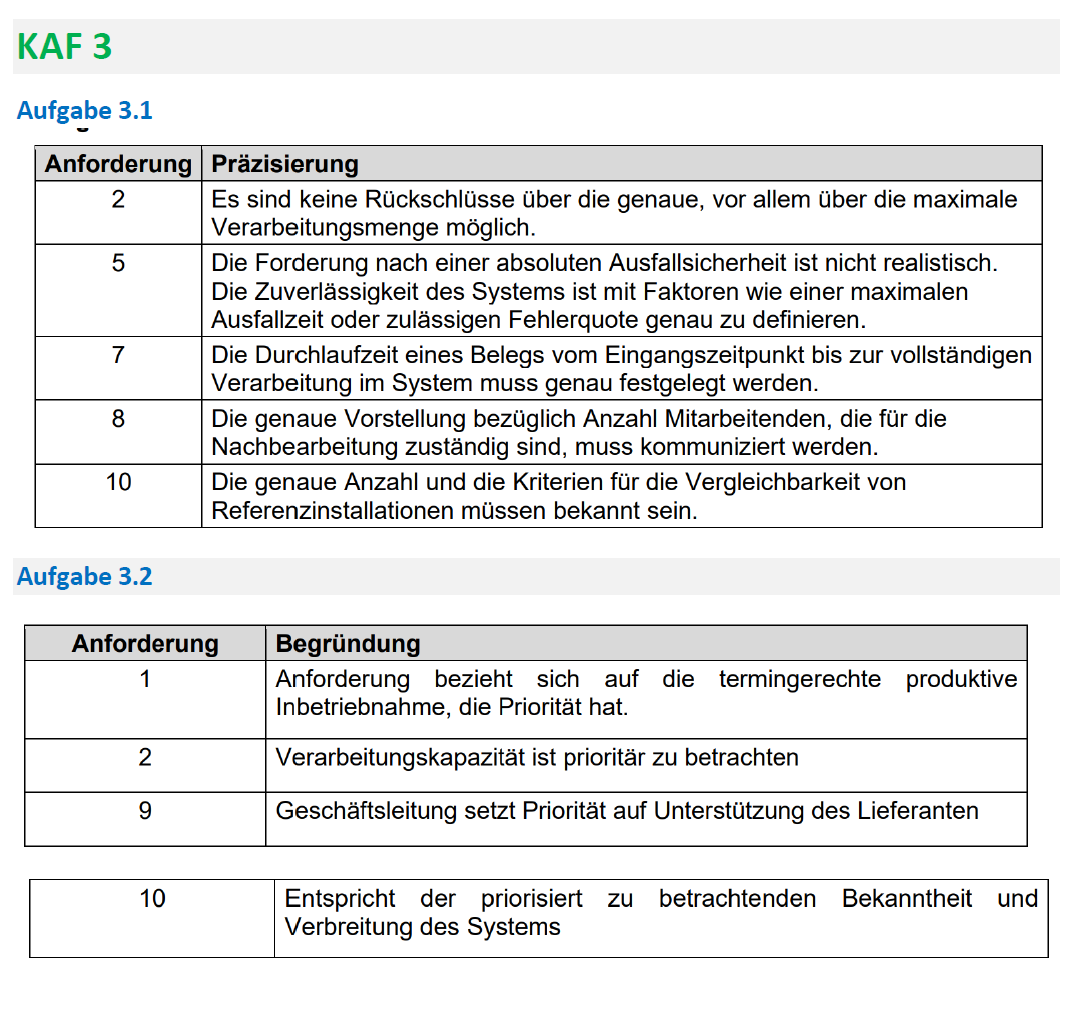 KAF 3
Aufgabe 3.1
Anforderung Präzisierung
2 Es sind keine Rückschlüsse über die genaue, vor allem über die maximale
Verarbeitungsmenge möglich.
5 Die Forderung nach einer absoluten Ausfallsicherheit ist nicht realistisch.
Die Zuverlässigkeit des Systems ist mit Faktoren wie einer maximalen
Ausfallzeit oder zulässigen Fehlerquote genau zu definieren.
7 Die Durchlaufzeit eines Belegs vom Eingangszeitpunkt bis zur vollständigen
Verarbeitung im System muss genau festgelegt werden.
8 Die genaue Vorstellung bezüglich Anzahl Mitarbeitenden, die für die
Nachbearbeitung zuständig sind, muss kommuniziert werden.
10 Die genaue Anzahl und die Kriterien für die Vergleichbarkeit von
Referenzinstallationen müssen bekannt sein.
Aufgabe 3.2
Anforderung Begründung
1 Anforderung bezieht sich auf die termingerechte produktive
Inbetriebnahme, die Priorität hat.
2 Verarbeitungskapazität ist prioritär zu betrachten
9 Geschäftsleitung setzt Priorität auf Unterstützung des Lieferanten
10 Entspricht der priorisiert zu betrachtenden Bekanntheit und
Verbreitung des Systems